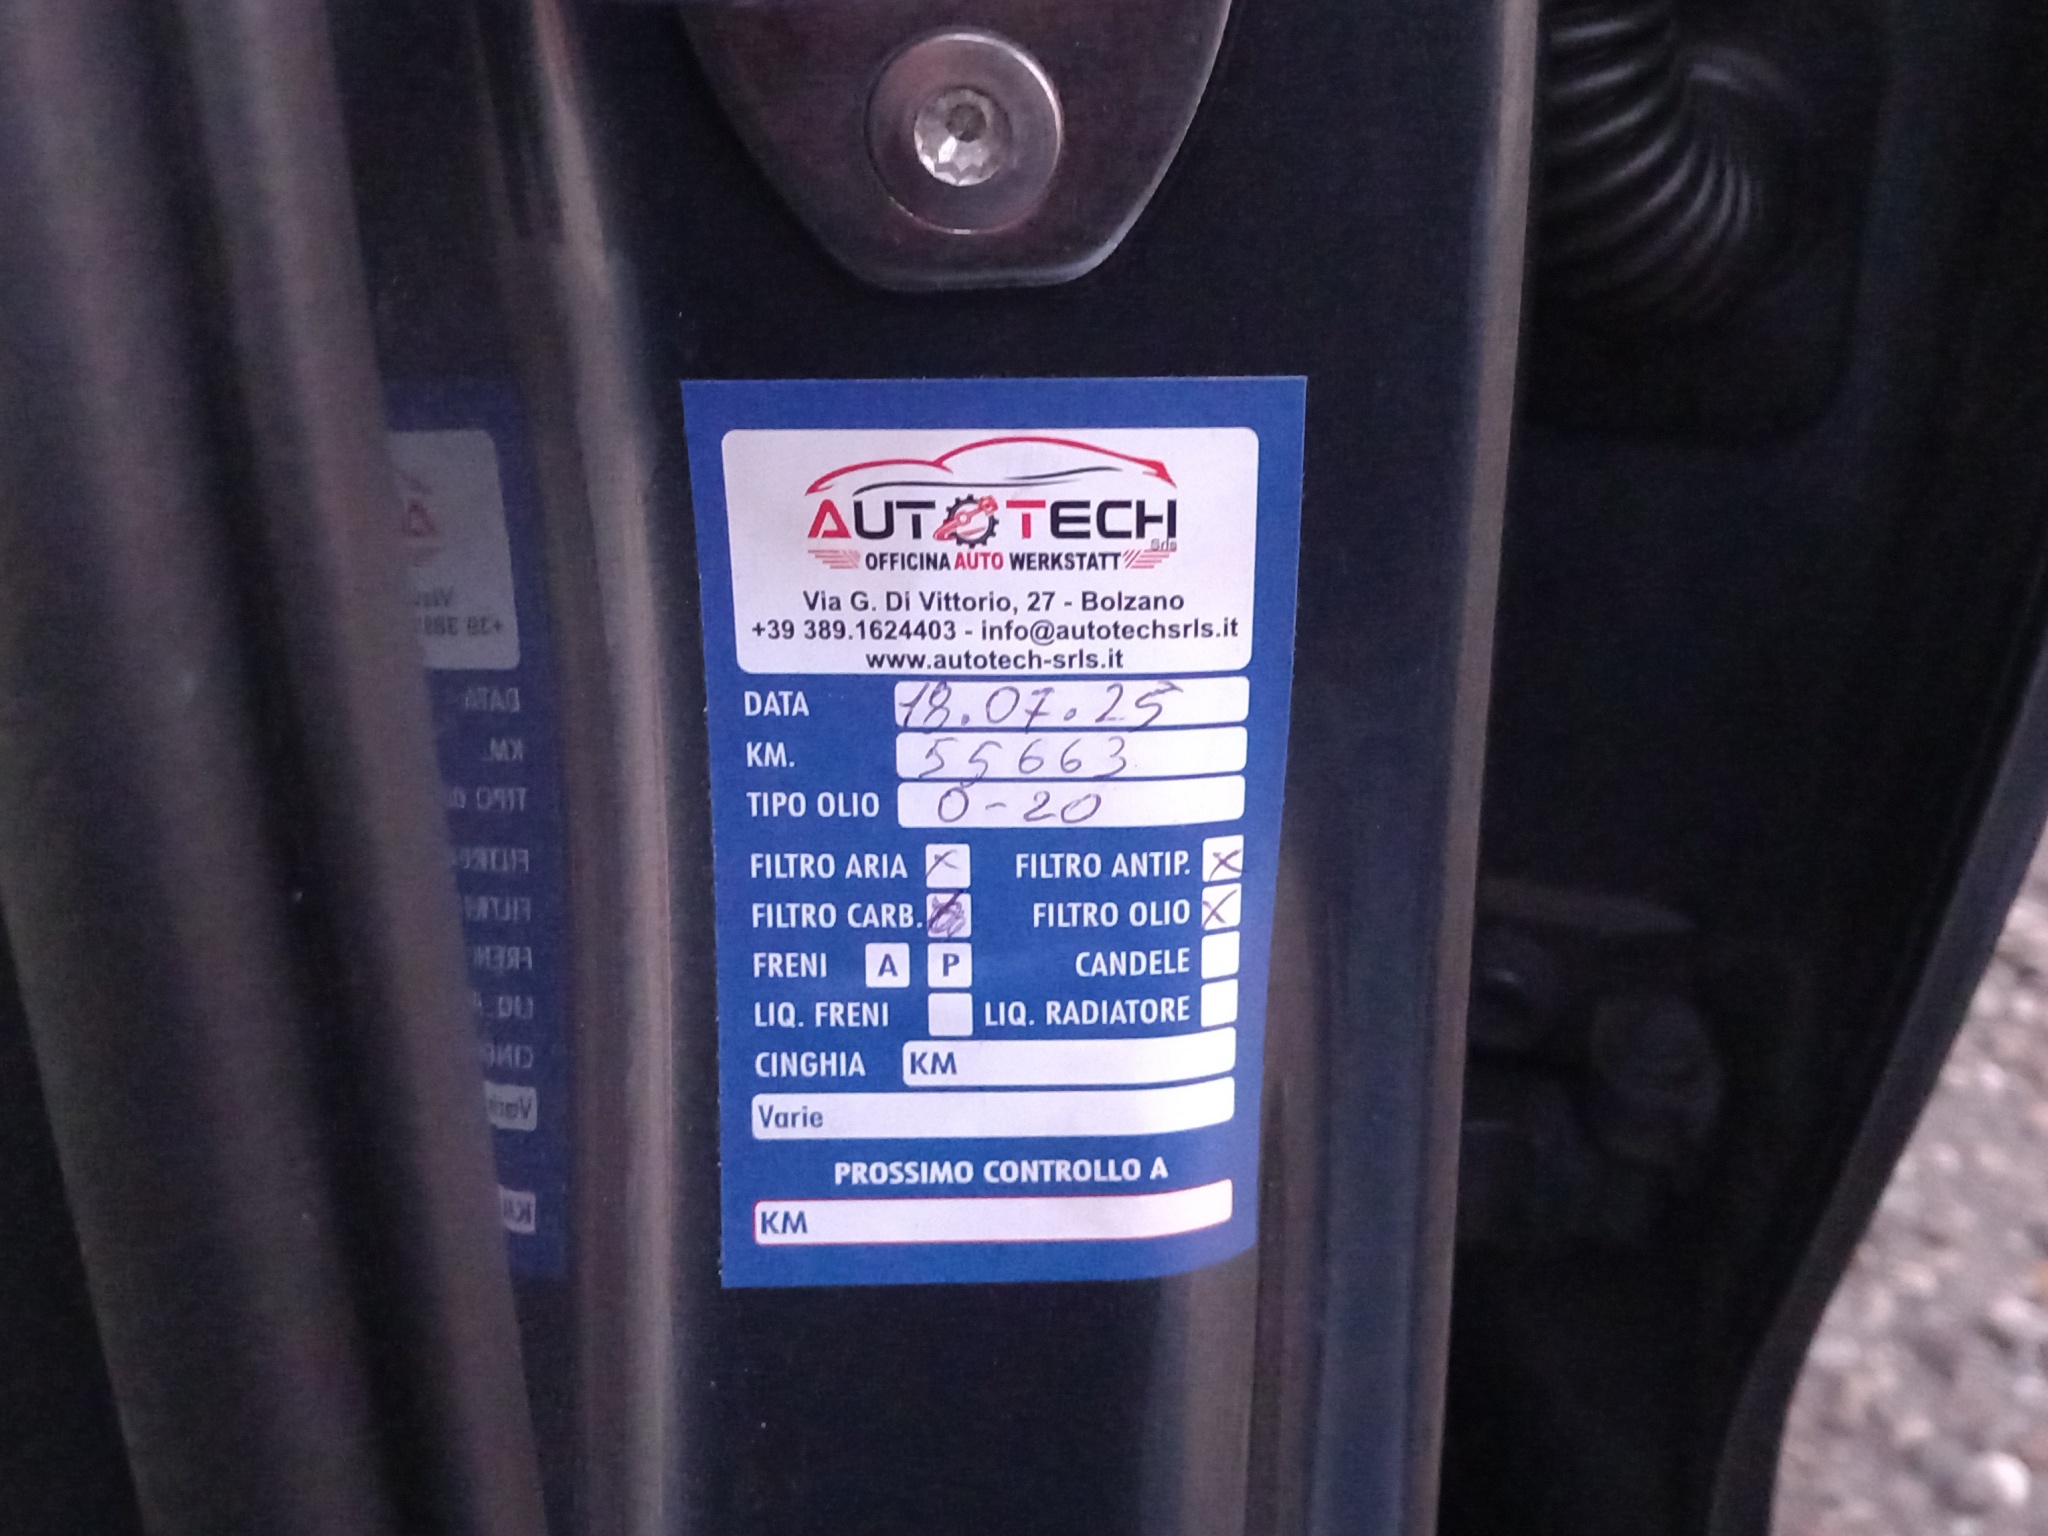 AUTOTECH
Srls
OFFICINA AUTO WERKSTATT
Via G. Di Vittorio, 27 - Bolzano
+39 389.1624403 - info@autotechsrls.it
www.autotech-srls.it
DATA 18.07.25
KM. 55663
TIPO OLIO 0-20
FILTRO ARIA X FILTRO ANTIP. X
FILTRO CARB. FILTRO OLIO X
FRENI A P CANDELE
LIQ. FRENI LIQ. RADIATORE
CINGHIA KM
Varie
PROSSIMO CONTROLLO A
KM